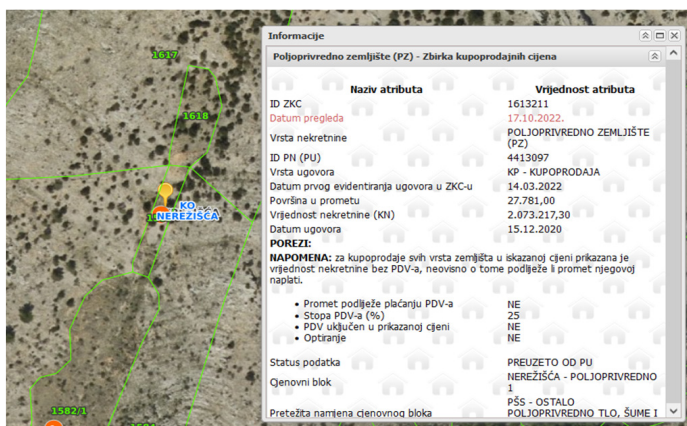 1617
1618
KO
NEREŽIŠĆA
1582/1
Informacije
Poljoprivredno zemljište (PZ) - Zbirka kupoprodajnih cijena
Naziv atributa Vrijednost atributa
ID ZKC 1613211
Datum pregleda 17.10.2022.
Vrsta nekretnine POLJOPRIVREDNO ZEMLJIŠTE
(PZ)
ID PN (PU) 4413097
Vrsta ugovora KP - KUPOPRODAJA
Datum prvog evidentiranja ugovora u ZKC-u 14.03.2022
Površina u prometu 27.781,00
Vrijednost nekretnine (KN) 2.073.217,30
Datum ugovora 15.12.2020
POREZI:
NAPOMENA: za kupoprodaje svih vrsta zemljišta u iskazanoj cijeni prikazana je
vrijednost nekretnine bez PDV-a, neovisno o tome podliježe li promet njegovoj
naplati.
• Promet podliježe plaćanju PDV-a NE
• Stopa PDV-a (%) 25
• PDV uključen u prikazanoj cijeni NE
• Optiranje NE
Status podatka PREUZETO OD PU
Cjenovni blok NEREŽIŠĆA - POLJOPRIVREDNO
1
Pretežita namjena cjenovnog bloka PŠS - OSTALO
POLJOPRIVREDNO TLO, ŠUME I